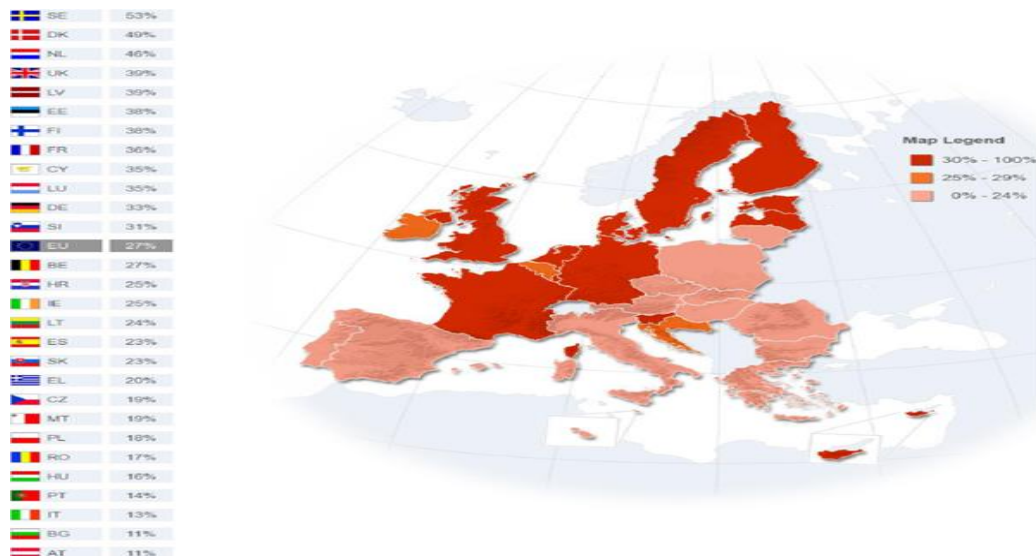 SE 53%
DK 49%
NL 46%
UK 39%
LV 39%
EE 38%
FI 38%
FR 36%
CY 35%
LU 35%
DE 33%
SI 31%
EU 27%
BE 27%
HR 25%
IE 25%
LT 24%
ES 23%
SK 23%
EL 20%
CZ 19%
MT 19%
PL 18%
RO 17%
HU 16%
PT 14%
IT 13%
BG 11%
AT 11%
Map Legend
30% - 100%
25% - 29%
0% - 24%